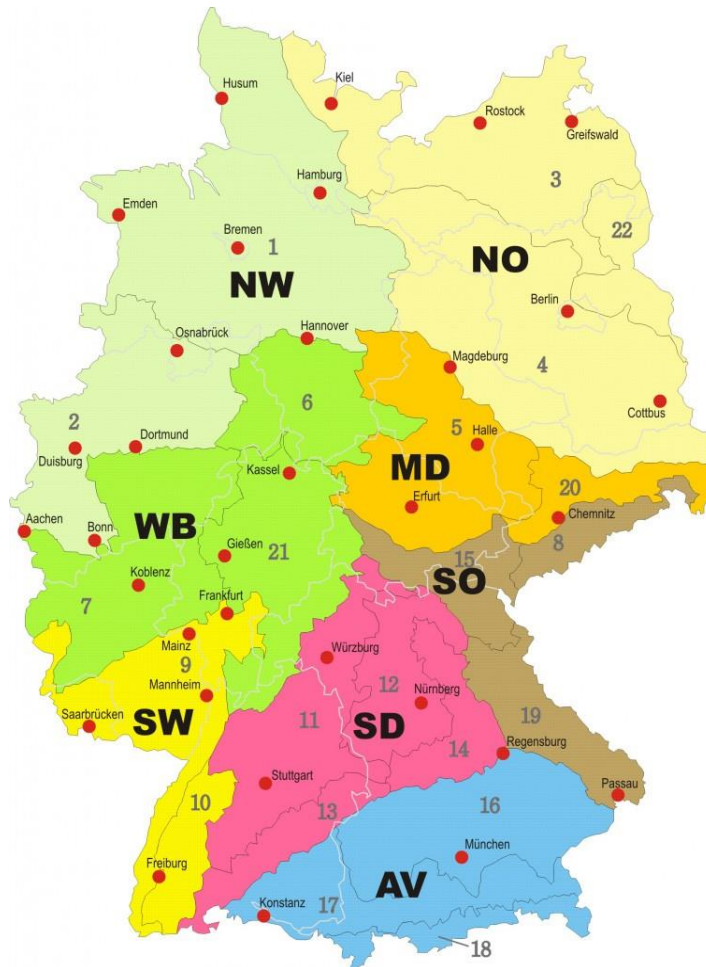 Husum
Kiel
Rostock
Greifswald
3
Hamburg
Emden
22
Bremen
1
NO
NW
Berlin
Hannover
Osnabrück
4
Magdeburg
6
Cottbus
2
5
Halle
Dortmund
Duisburg
Kassel
MD
20
Erfurt
Chemnitz
Aachen
WB
8
Bonn
Gießen
21
15
SO
Koblenz
7
Frankfurt
Mainz
9
Würzburg
12
Mannheim
Nürnberg
19
Saarbrücken
SW
11
SD
14
Regensburg
Stuttgart
Passau
10
13
16
München
Freiburg
AV
Konstanz
17
18